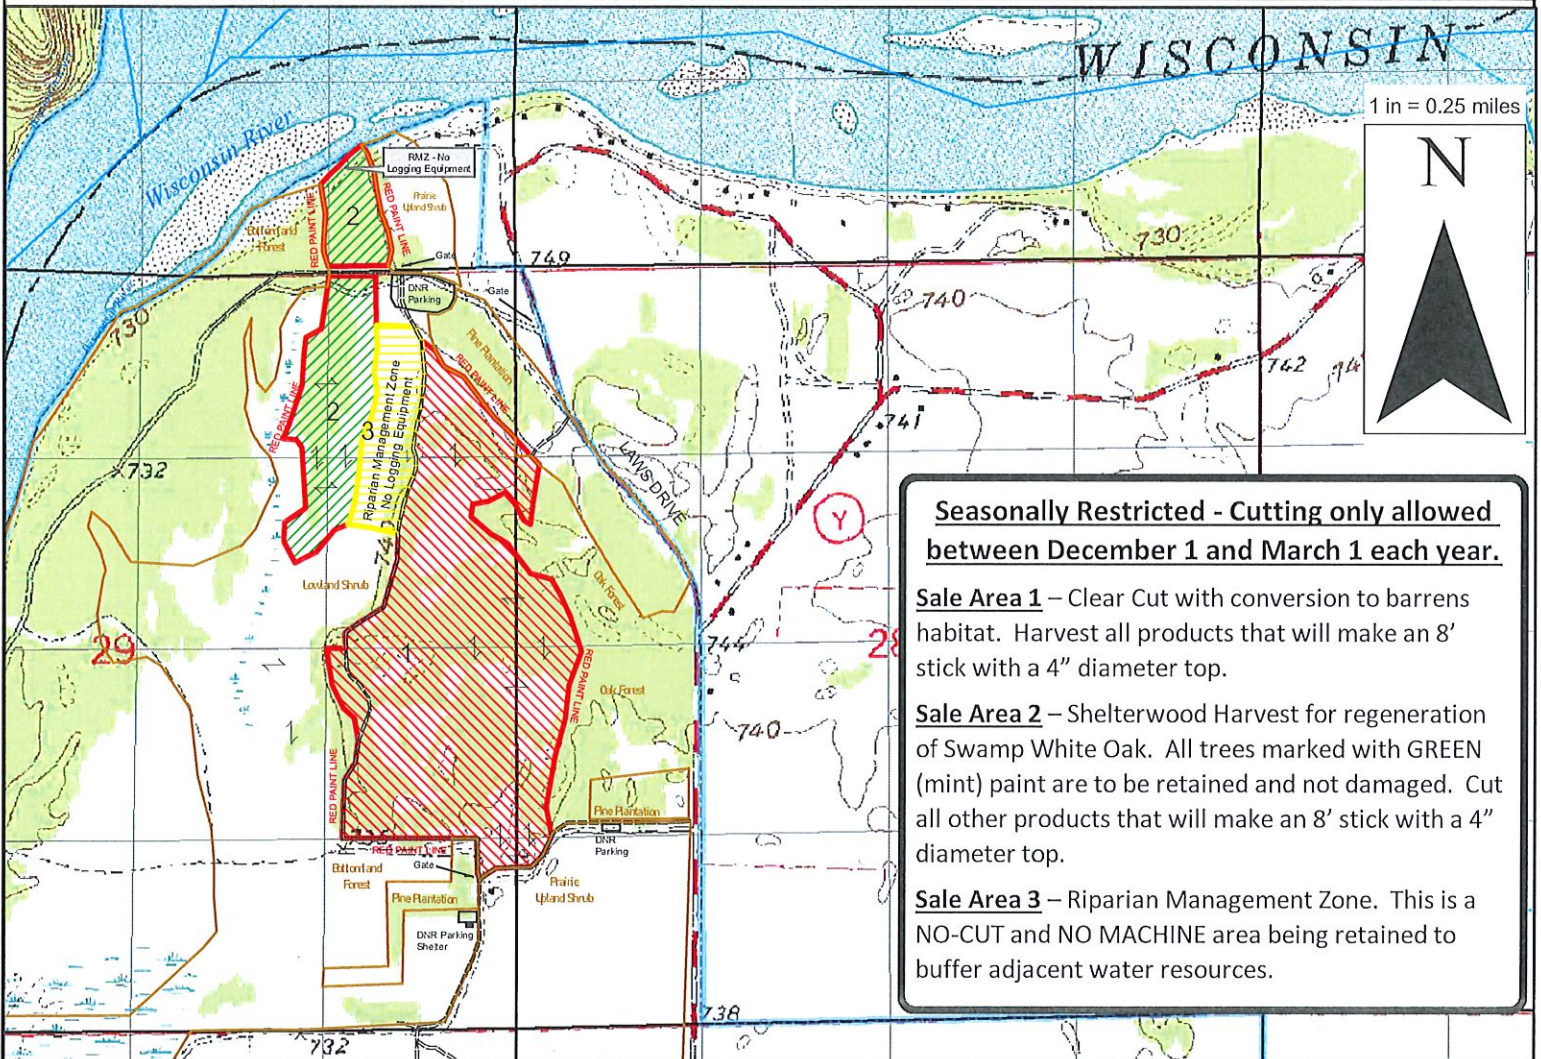 WISCONSIN
1 in = 0.25 miles
N
Wisconsin River
RMZ - No
Logging Equipment
2
RED PAINT LINE
RED PAINT LINE
Prairie
Upland Shrub
Bottomland
Forest
Gate
749
730
DNR
Parking
Gate
740
730
Pine Plantation
RED PAINT LINE
742
2
3
Riparian Management Zone
No Logging Equipment
RED PAINT LINE
741
732
LAWS DRIVE
Y
Oak Forest
Lowland Shrub
29
744
1
RED PAINT LINE
Oak Forest
740
RED PAINT LINE
Pine Plantation
DNR
Parking
RED PAINT LINE
Gate
Bottomland
Forest
Prairie
Upland Shrub
Pine Plantation
DNR Parking
Shelter
738
732
Seasonally Restricted - Cutting only allowed
between December 1 and March 1 each year.
Sale Area 1 – Clear Cut with conversion to barrens
habitat. Harvest all products that will make an 8’
stick with a 4” diameter top.
Sale Area 2 – Shelterwood Harvest for regeneration
of Swamp White Oak. All trees marked with GREEN
(mint) paint are to be retained and not damaged. Cut
all other products that will make an 8’ stick with a 4”
diameter top.
Sale Area 3 – Riparian Management Zone. This is a
NO-CUT and NO MACHINE area being retained to
buffer adjacent water resources.